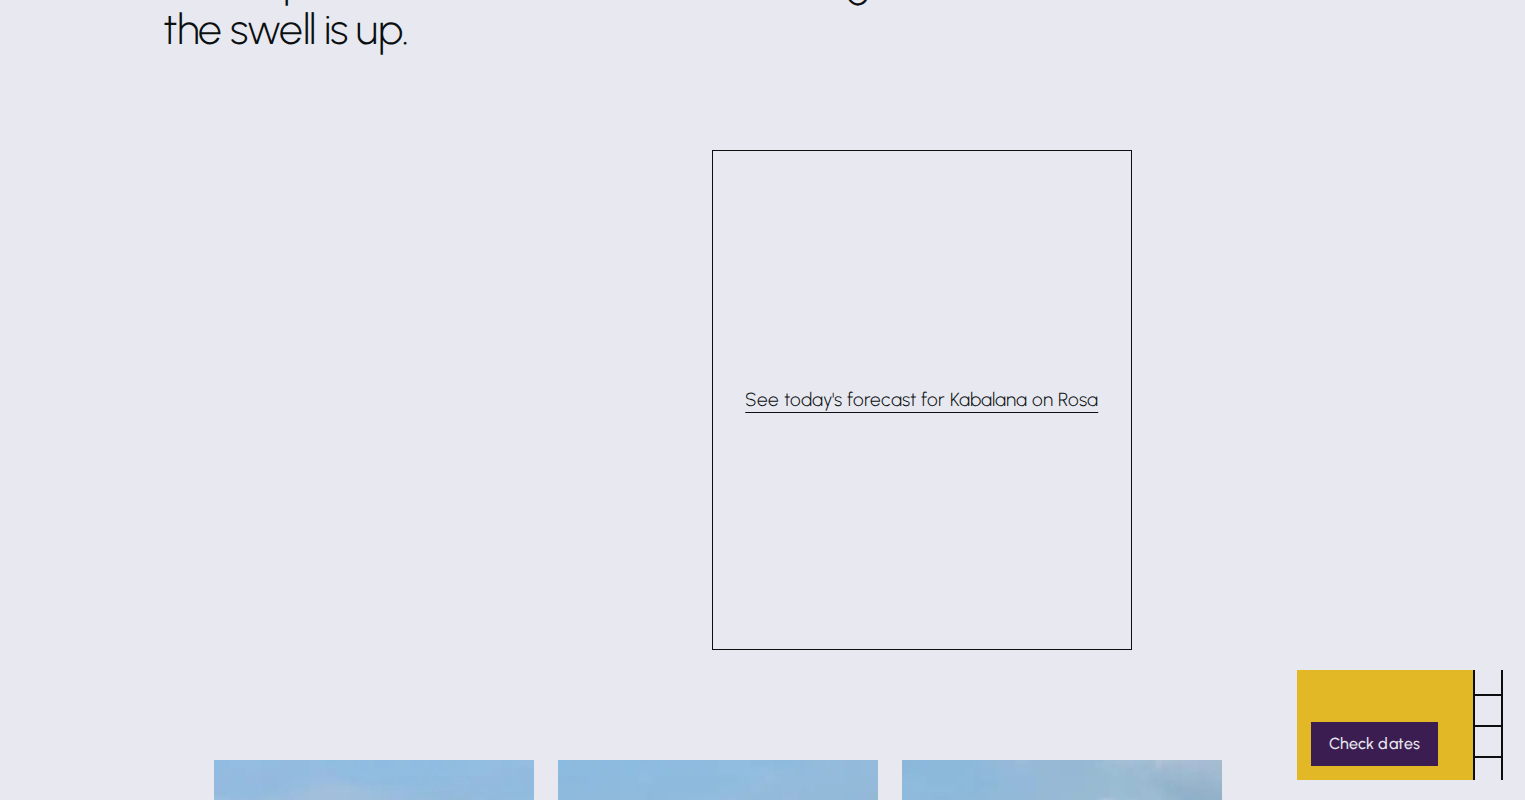 the swell is up.
See today's forecast for Kabalana on Rosa
Check dates